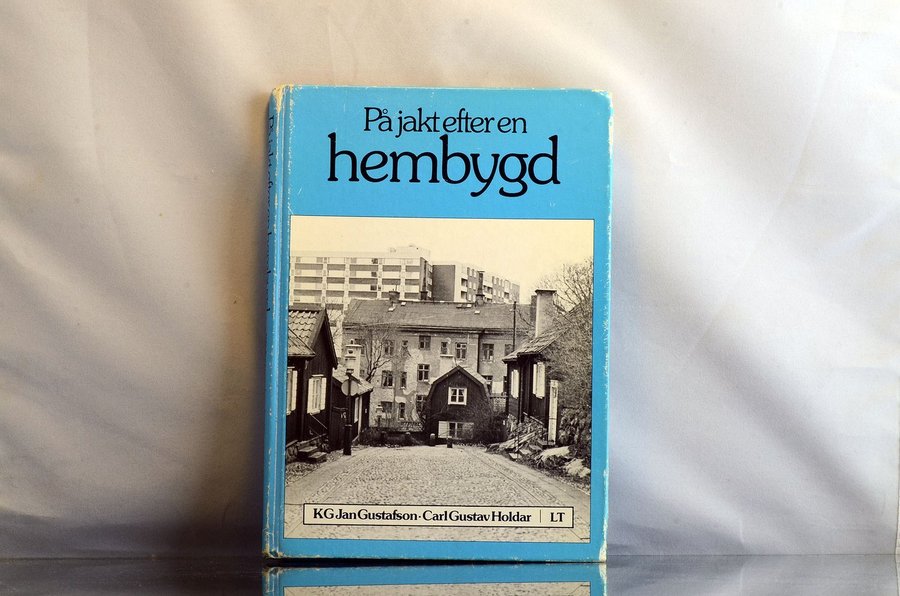 På jakt efter en
hembygd
KG Jan Gustafson · Carl Gustav Holdar | LT